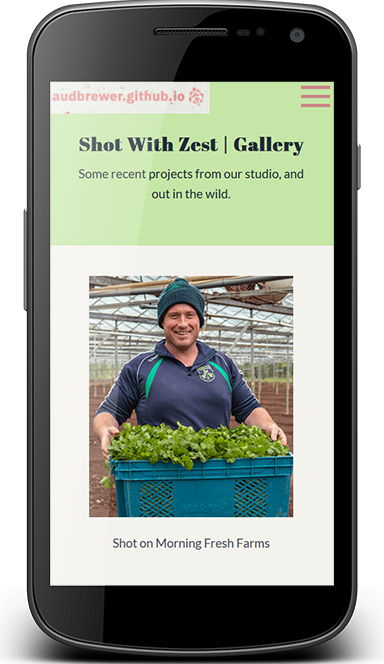 audbrewer.github.io
Shot With Zest | Gallery
Some recent projects from our studio, and
out in the wild.
Shot on Morning Fresh Farms